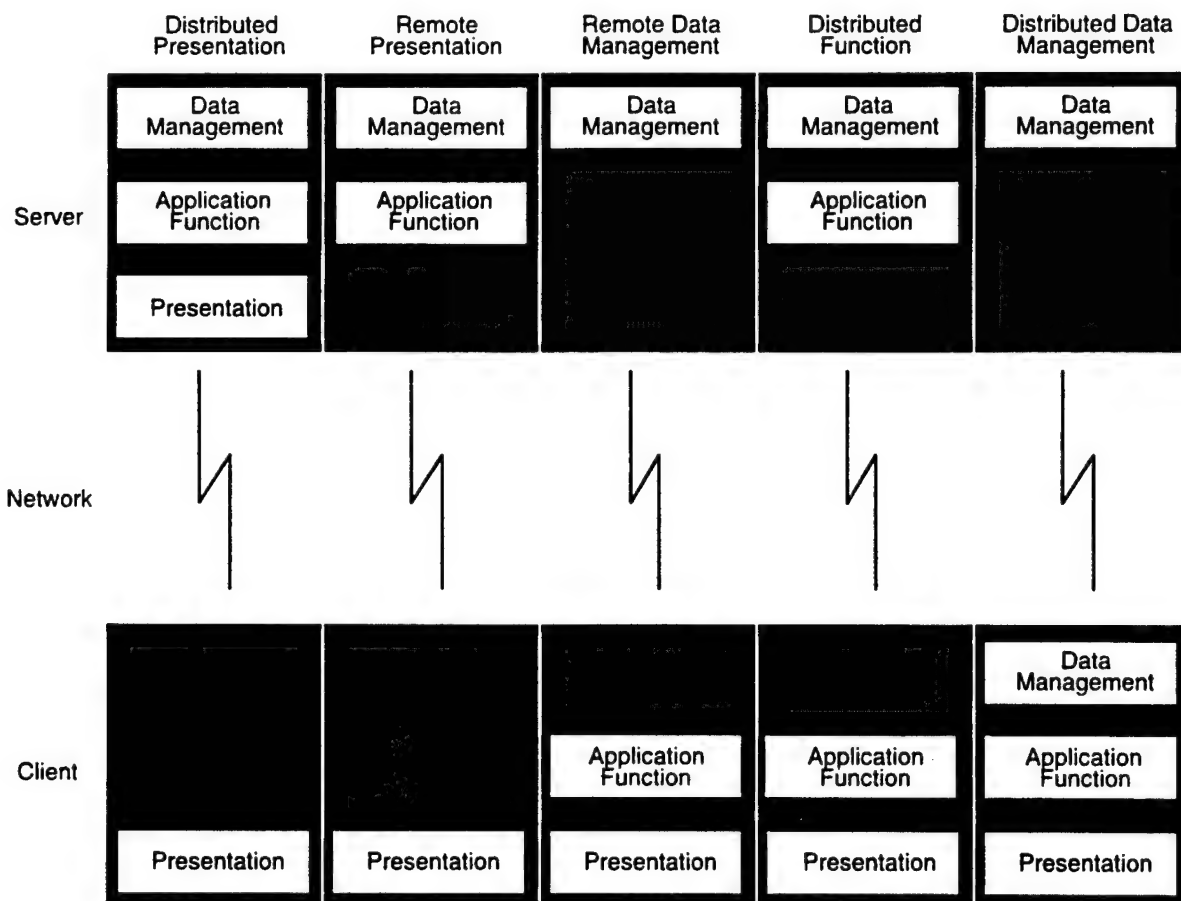 Distributed
Presentation
Remote
Presentation
Remote Data
Management
Distributed
Function
Distributed Data
Management
Server
Data
Management
Data
Management
Data
Management
Data
Management
Data
Management
Application
Function
Application
Function
Application
Function
Presentation
Network
Client
Data
Management
Application
Function
Application
Function
Application
Function
Presentation
Presentation
Presentation
Presentation
Presentation